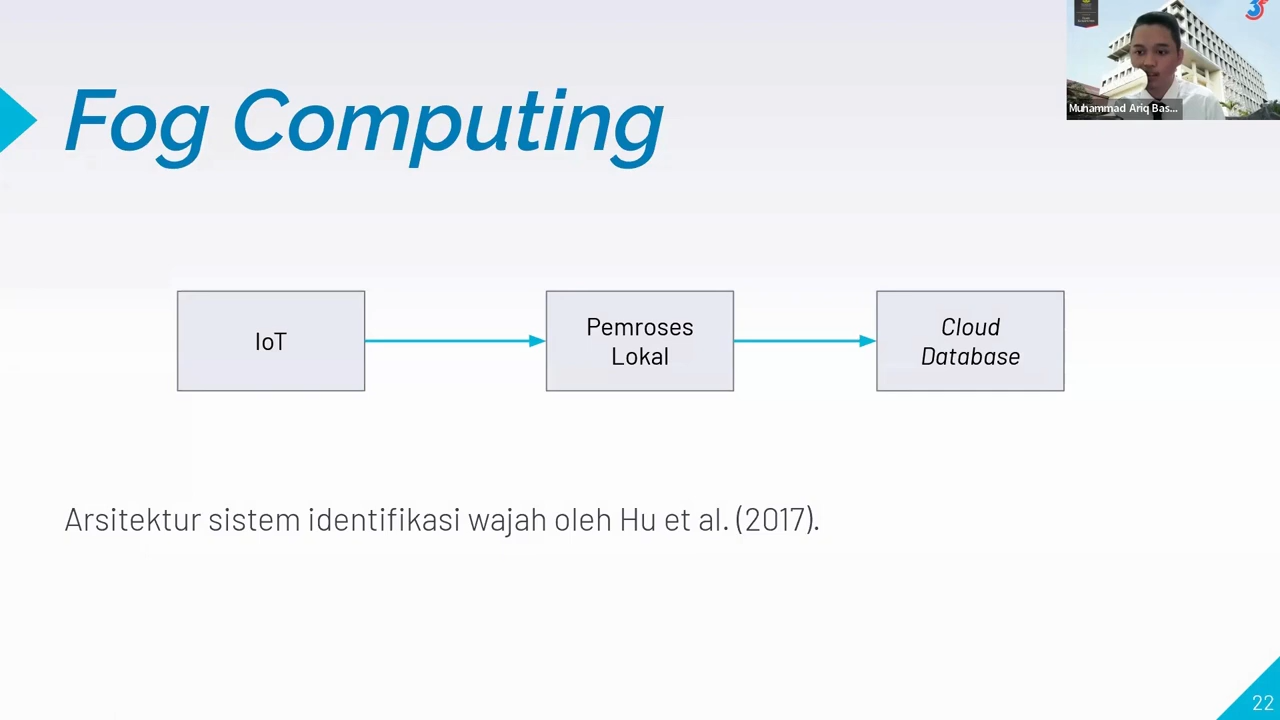 Fog Computing
Muhammad Ariq Bas...
IoT
Pemroses
Lokal
Cloud
Database
Arsitektur sistem identifikasi wajah oleh Hu et al. (2017).
22